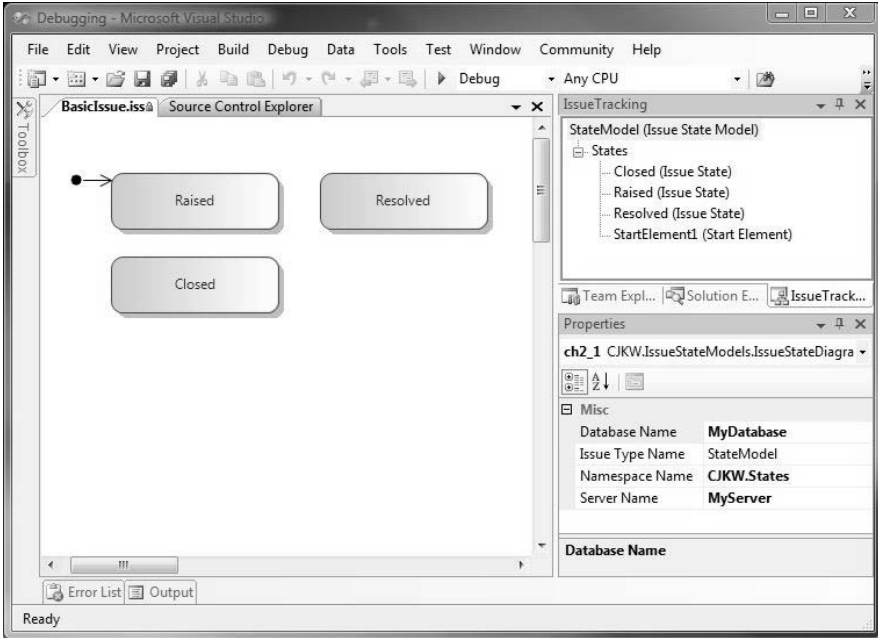 Debugging - Microsoft Visual Studio
File Edit View Project Build Debug Data Tools Test Window Community Help
Debug Any CPU
Toolbox
BasicIssue.iss Source Control Explorer
Raised
Resolved
Closed
IssueTracking
StateModel (Issue State Model)
States
Closed (Issue State)
Raised (Issue State)
Resolved (Issue State)
StartElement1 (Start Element)
Team Expl... Solution E... IssueTrack...
Properties
ch2_1 CJKW.IssueStateModels.IssueStateDiagra
Misc
Database Name MyDatabase
Issue Type Name StateModel
Namespace Name CJKW.States
Server Name MyServer
Database Name
Error List Output
Ready